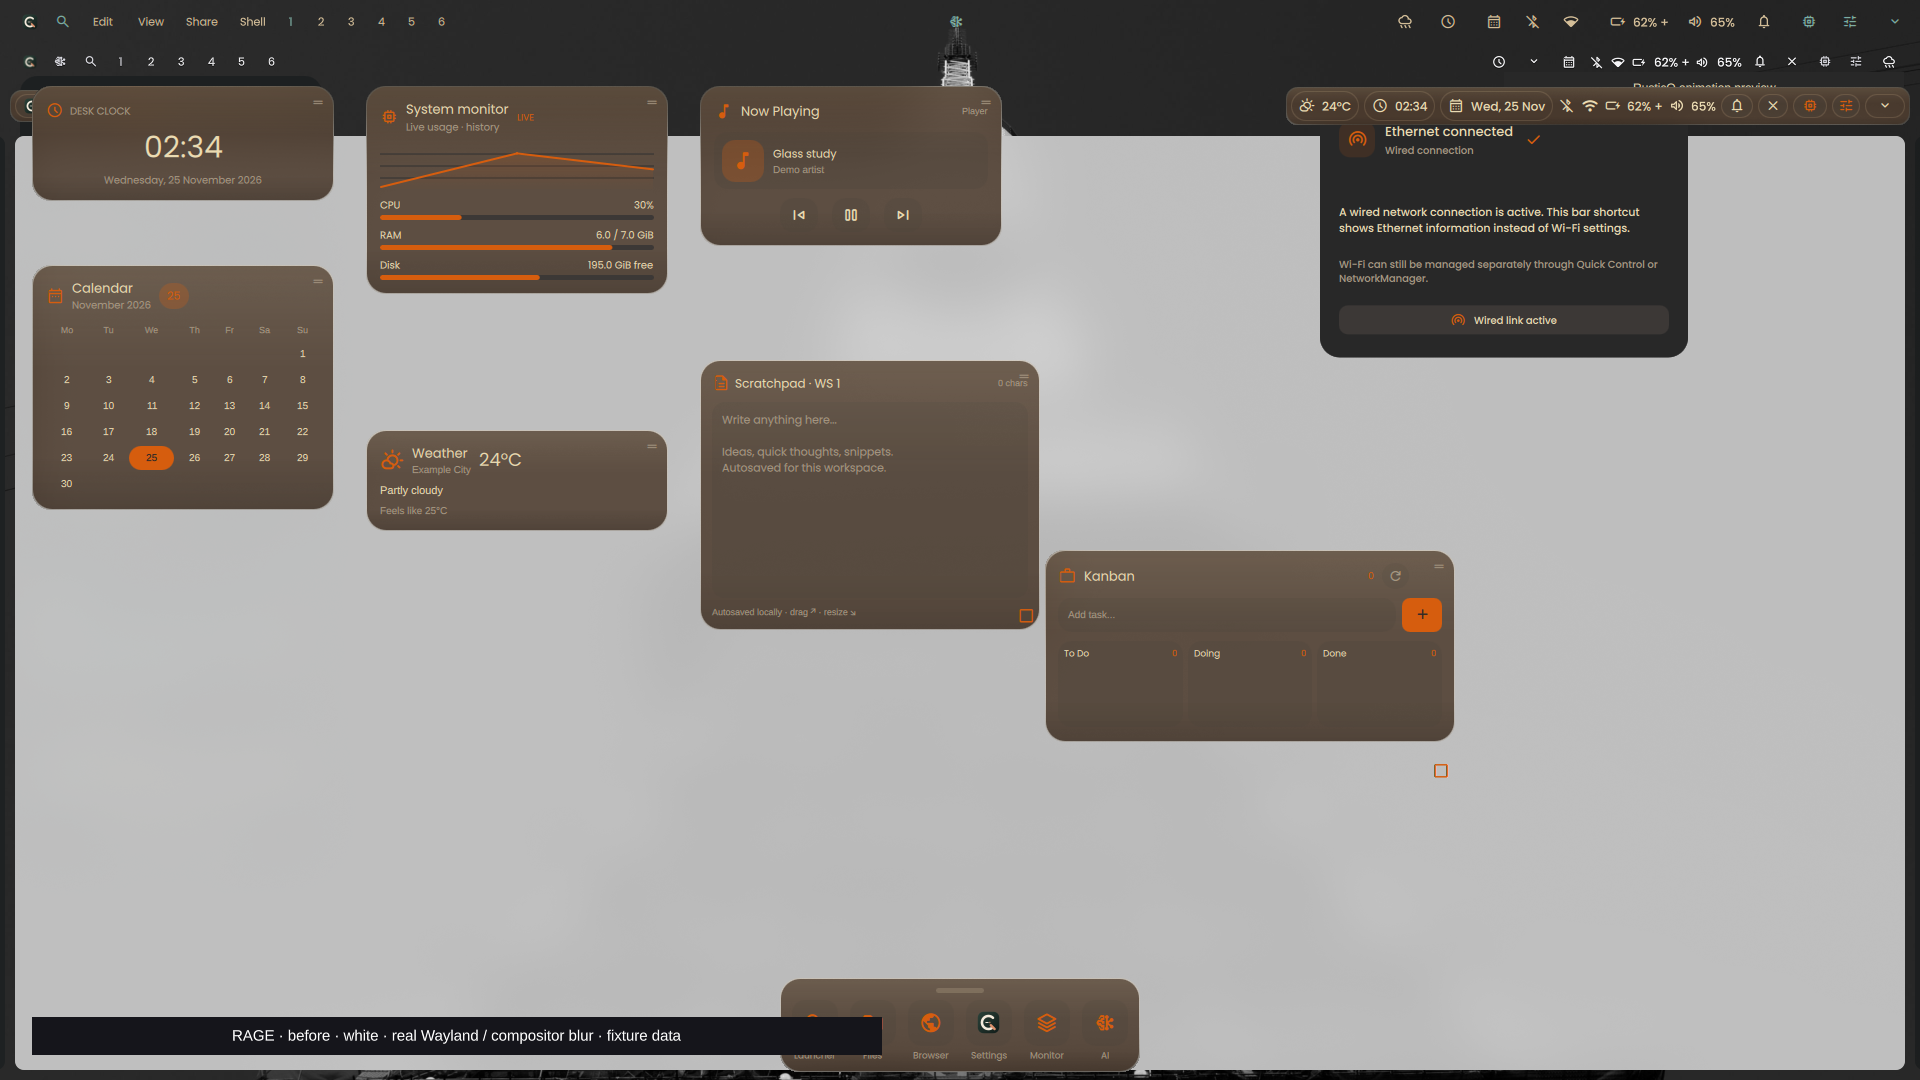 Edit View Share Shell 1 2 3 4 5 6 62% + 65%
1 2 3 4 5 6 62% + 65%
24°C 02:34 Wed, 25 Nov 62% + 65%
DESK CLOCK
02:34
Wednesday, 25 November 2026
System monitor LIVE
Live usage · history
CPU 30%
RAM 6.0 / 7.0 GiB
Disk 195.0 GiB free
Now Playing Player
Glass study
Demo artist
Ethernet connected
Wired connection
A wired network connection is active. This bar shortcut
shows Ethernet information instead of Wi-Fi settings.
Wi-Fi can still be managed separately through Quick Control or
NetworkManager.
Wired link active
Calendar 25
November 2026
Mo Tu We Th Fr Sa Su
1
2 3 4 5 6 7 8
9 10 11 12 13 14 15
16 17 18 19 20 21 22
23 24 25 26 27 28 29
30
Weather 24°C
Example City
Partly cloudy
Feels like 25°C
Scratchpad · WS 1 0 chars
Write anything here...
Ideas, quick thoughts, snippets.
Autosaved for this workspace.
Autosaved locally · drag ↗ · resize ↘
Kanban 0
Add task... +
To Do 0 Doing 0 Done 0
RAGE · before · white · real Wayland / compositor blur · fixture data
Browser Settings Monitor AI